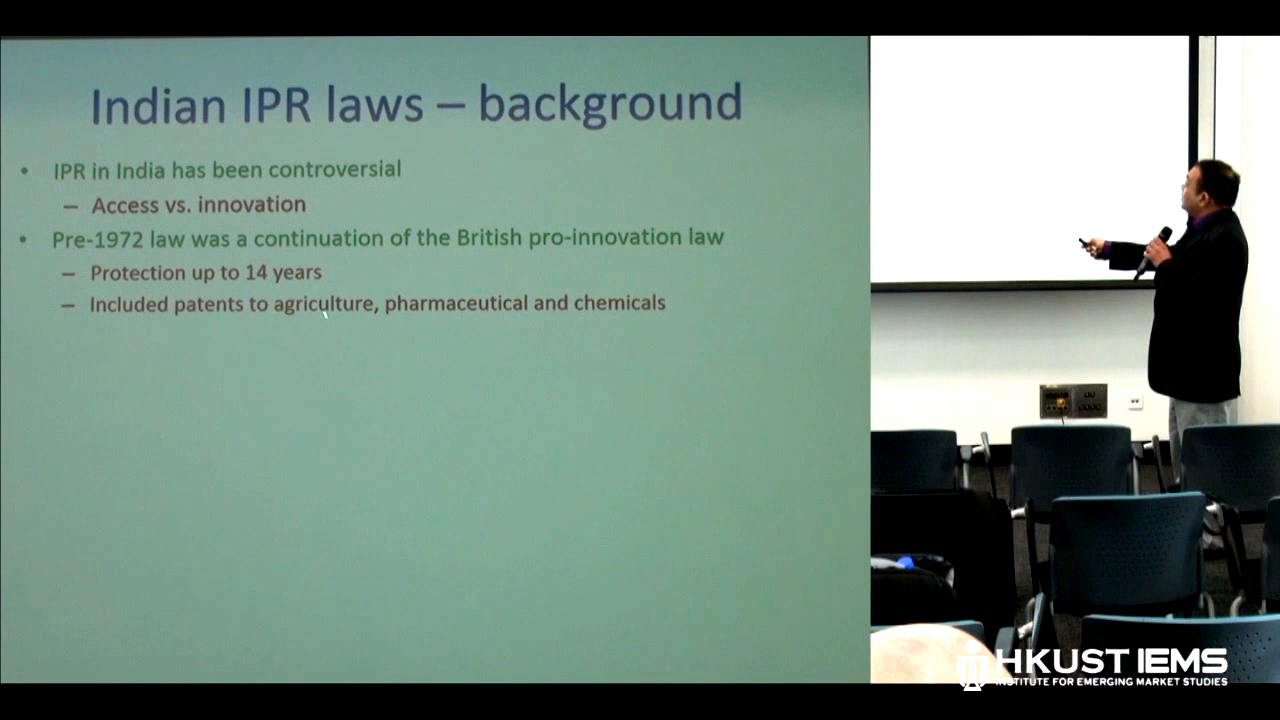 Indian IPR laws – background
• IPR in India has been controversial
– Access vs. innovation
• Pre-1972 law was a continuation of the British pro-innovation law
– Protection up to 14 years
– Included patents to agriculture, pharmaceutical and chemicals
HKUST IEMS
INSTITUTE FOR EMERGING MARKET STUDIES